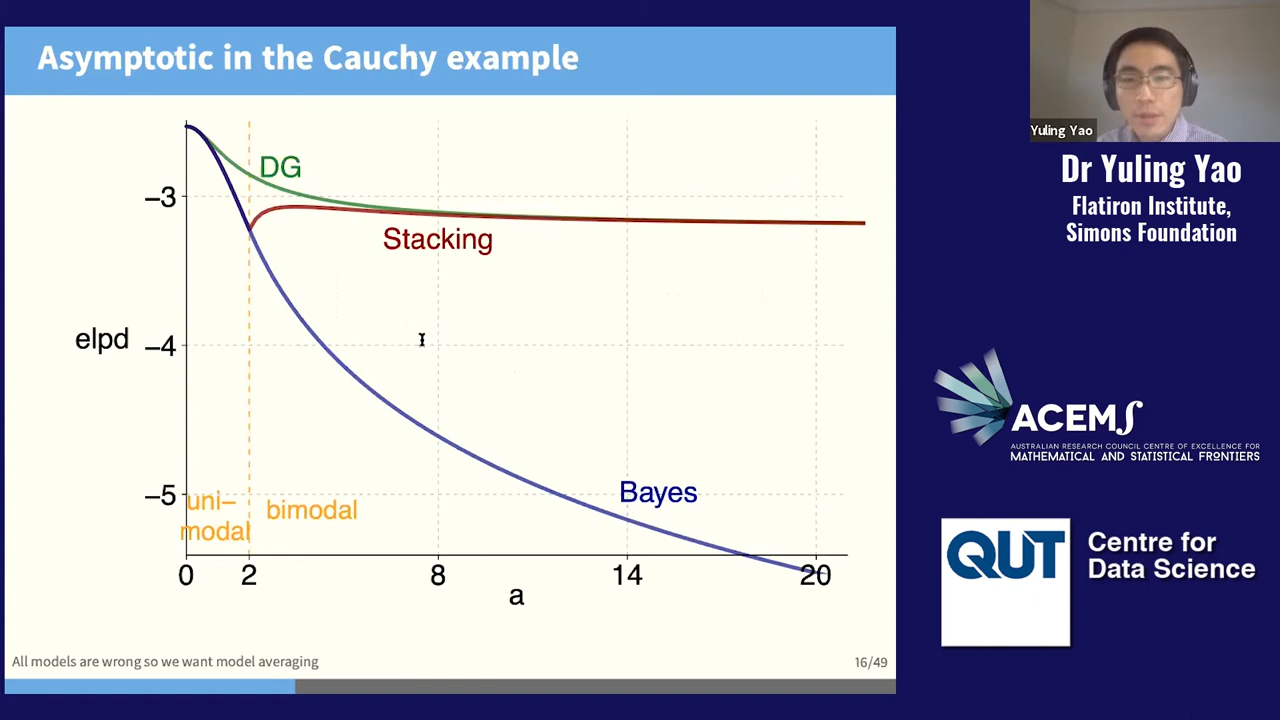 Asymptotic in the Cauchy example
DG
−3
Stacking
elpd
−4
−5
Bayes
uni−
modal
bimodal
0 2 8 14 20
a
All models are wrong so we want model averaging
16/49
Yuling Yao
Dr Yuling Yao
Flatiron Institute,
Simons Foundation
ACEMS
AUSTRALIAN RESEARCH COUNCIL CENTRE OF EXCELLENCE FOR
MATHEMATICAL AND STATISTICAL FRONTIERS
QUT
Centre for
Data Science